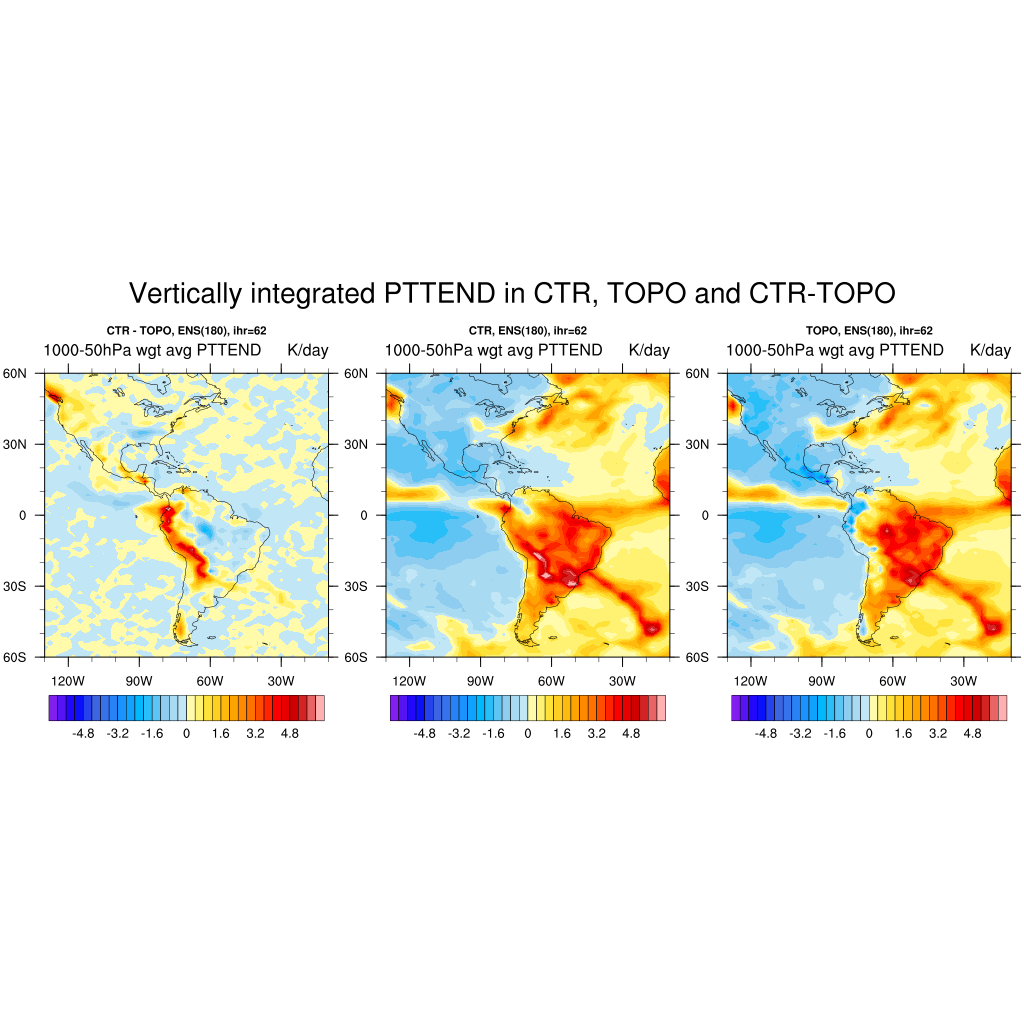 Vertically integrated PTTEND in CTR, TOPO and CTR-TOPO
CTR - TOPO, ENS(180), ihr=62
1000-50hPa wgt avg PTTEND K/day
60N
30N
0
30S
60S
120W 90W 60W 30W
-4.8 -3.2 -1.6 0 1.6 3.2 4.8
CTR, ENS(180), ihr=62
1000-50hPa wgt avg PTTEND K/day
60N
30N
0
30S
60S
120W 90W 60W 30W
-4.8 -3.2 -1.6 0 1.6 3.2 4.8
TOPO, ENS(180), ihr=62
1000-50hPa wgt avg PTTEND K/day
60N
30N
0
30S
60S
120W 90W 60W 30W
-4.8 -3.2 -1.6 0 1.6 3.2 4.8